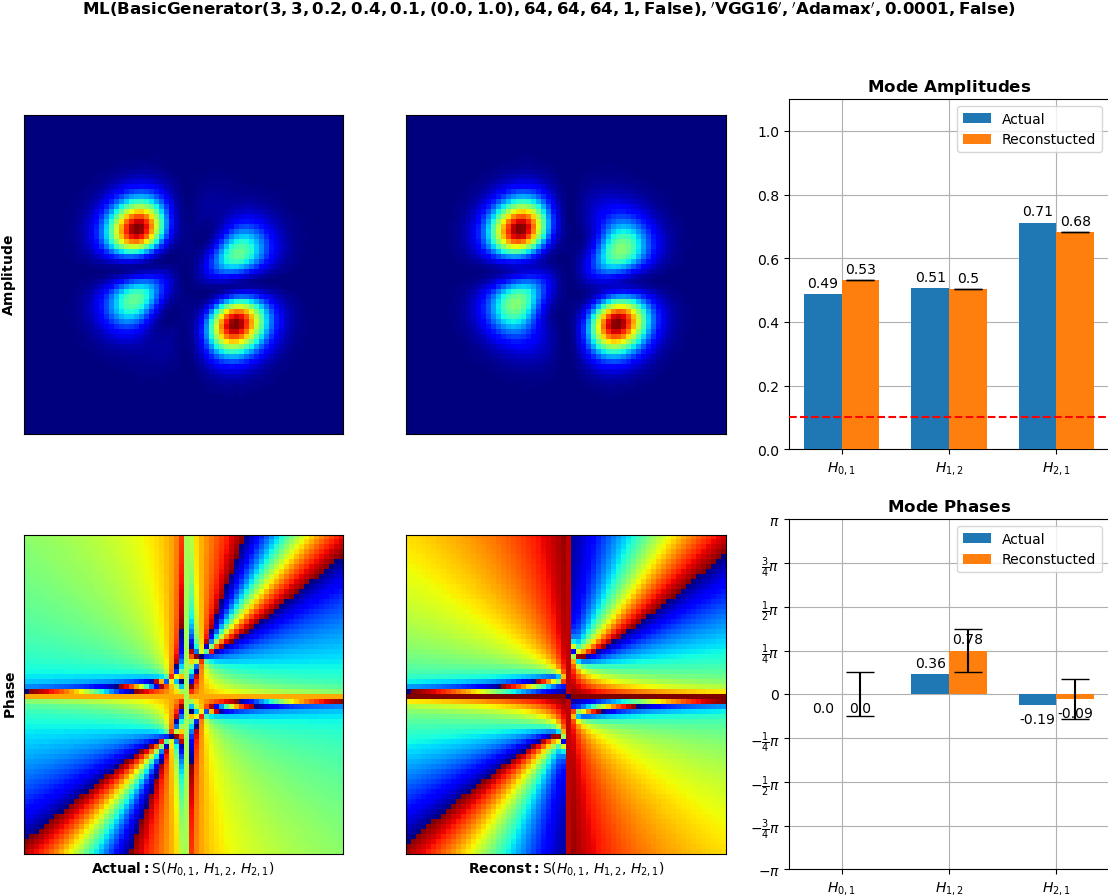 ML(BasicGenerator(3, 3, 0.2, 0.4, 0.1, (0.0, 1.0), 64, 64, 64, 1, False), ′VGG16′, ′Adamax′, 0.0001, False)
Amplitude
Mode Amplitudes
Actual
Reconstucted
1.0
0.8
0.6
0.4
0.2
0.0
0.49
0.53
0.51
0.5
0.71
0.68
H0, 1
H1, 2
H2, 1
Phase
Actual: S(H0, 1, H1, 2, H2, 1)
Reconst: S(H0, 1, H1, 2, H2, 1)
Mode Phases
Actual
Reconstucted
π
3/4π
1/2π
1/4π
0
−1/4π
−1/2π
−3/4π
−π
0.0
0.0
0.36
0.78
-0.19
-0.09
H0, 1
H1, 2
H2, 1